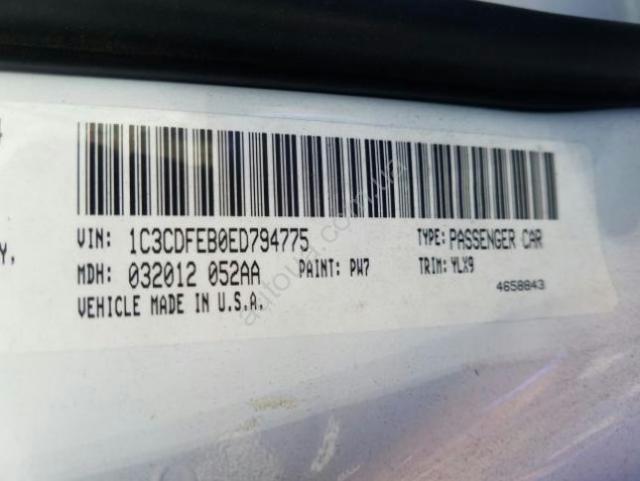 VIN: 1C3CDFEB0ED794775 TYPE: PASSENGER CAR
MDH: 032012 052AA PAINT: PW7 TRIM: YLX9
VEHICLE MADE IN U.S.A. 4658843
Y,